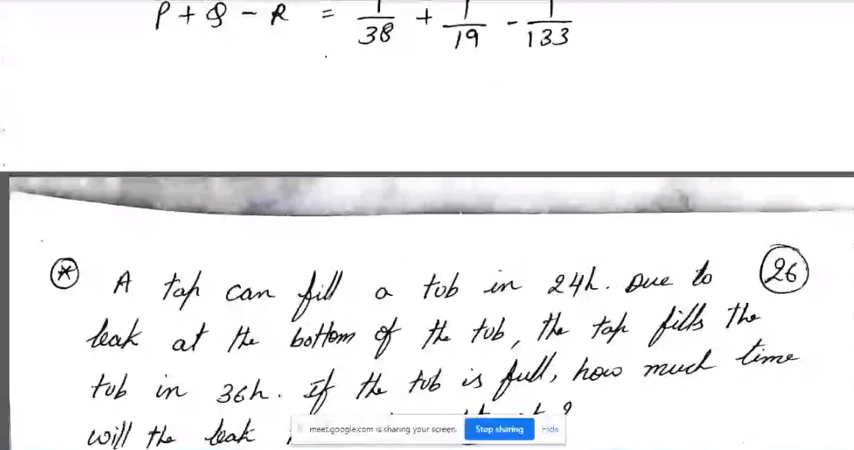 P + Q - R = 1/38 + 1/19 - 1/133
* A tap can fill a tub in 24h. Due to 26
leak at the bottom of the tub, the tap fills the
tub in 36h. If the tub is full, how much time
will the leak
meet.google.com is sharing your screen. Stop sharing Hide